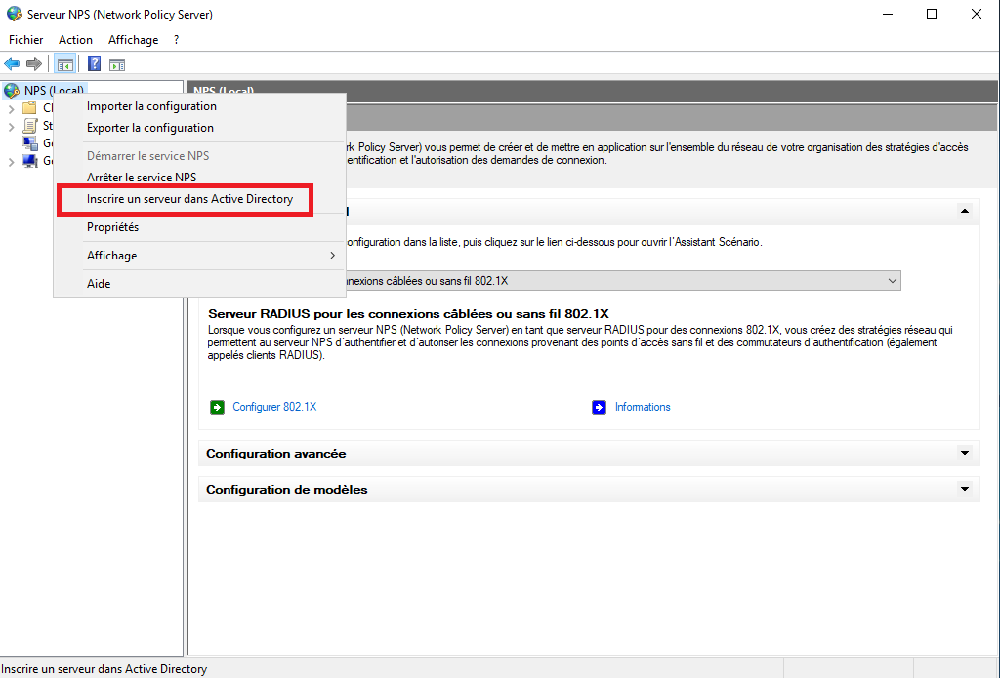 Serveur NPS (Network Policy Server)
Fichier Action Affichage ?
NPS (Local)
NPS (Local)
Importer la configuration
Exporter la configuration
Démarrer le service NPS
Arrêter le service NPS
Inscrire un serveur dans Active Directory
Propriétés
Affichage
Aide
Policy Server) vous permet de créer et de mettre en application sur l'ensemble du réseau de votre organisation des stratégies d'accès
et l'autorisation des demandes de connexion.
dans la liste, puis cliquez sur le lien ci-dessous pour ouvrir l'Assistant Scénario.
câblées ou sans fil 802.1X
Serveur RADIUS pour les connexions câblées ou sans fil 802.1X
Lorsque vous configurez un serveur NPS (Network Policy Server) en tant que serveur RADIUS pour des connexions 802.1X, vous créez des stratégies réseau qui
permettent au serveur NPS d'authentifier et d'autoriser les connexions provenant des points d'accès sans fil et des commutateurs d'authentification (également
appelés clients RADIUS).
Configurer 802.1X
Informations
Configuration avancée
Configuration de modèles
Inscrire un serveur dans Active Directory